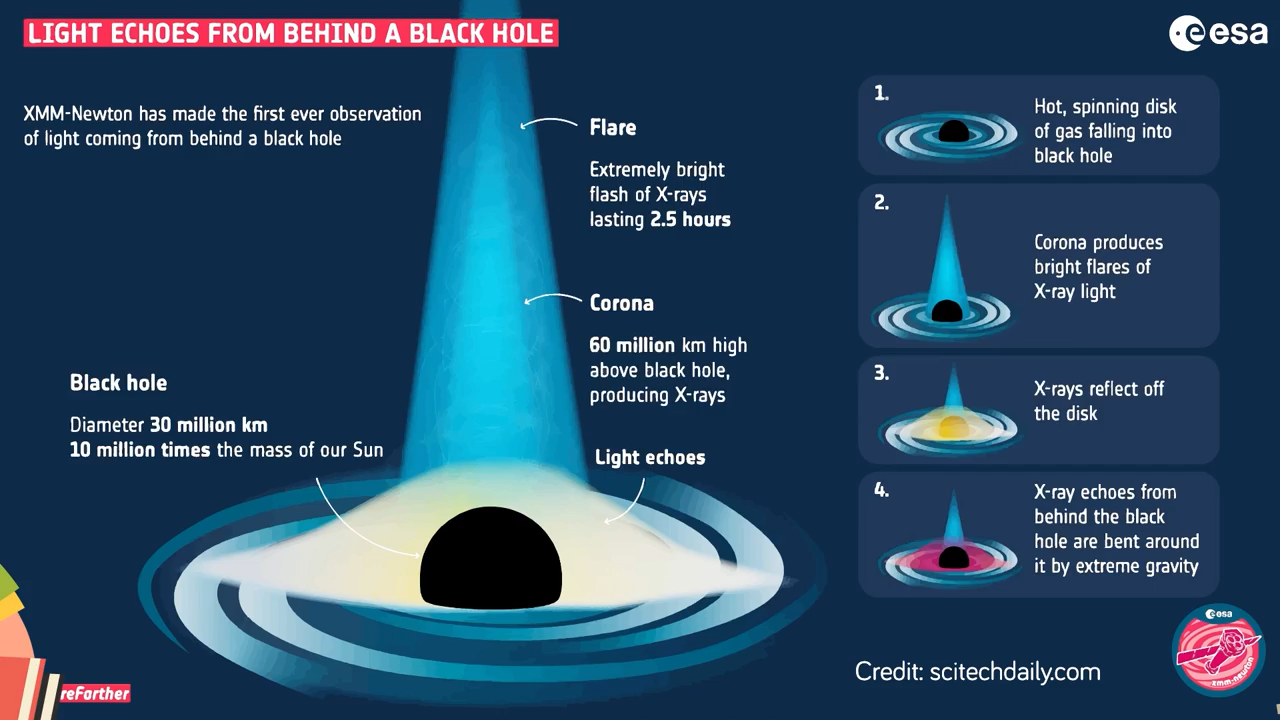 LIGHT ECHOES FROM BEHIND A BLACK HOLE
esa
XMM-Newton has made the first ever observation
of light coming from behind a black hole
Flare
Extremely bright
flash of X-rays
lasting 2.5 hours
Corona
60 million km high
above black hole,
producing X-rays
Black hole
Diameter 30 million km
10 million times the mass of our Sun
Light echoes
1.
Hot, spinning disk
of gas falling into
black hole
2.
Corona produces
bright flares of
X-ray light
3.
X-rays reflect off
the disk
4.
X-ray echoes from
behind the black
hole are bent around
it by extreme gravity
esa
xmm-newton
Credit: scitechdaily.com
reFarther